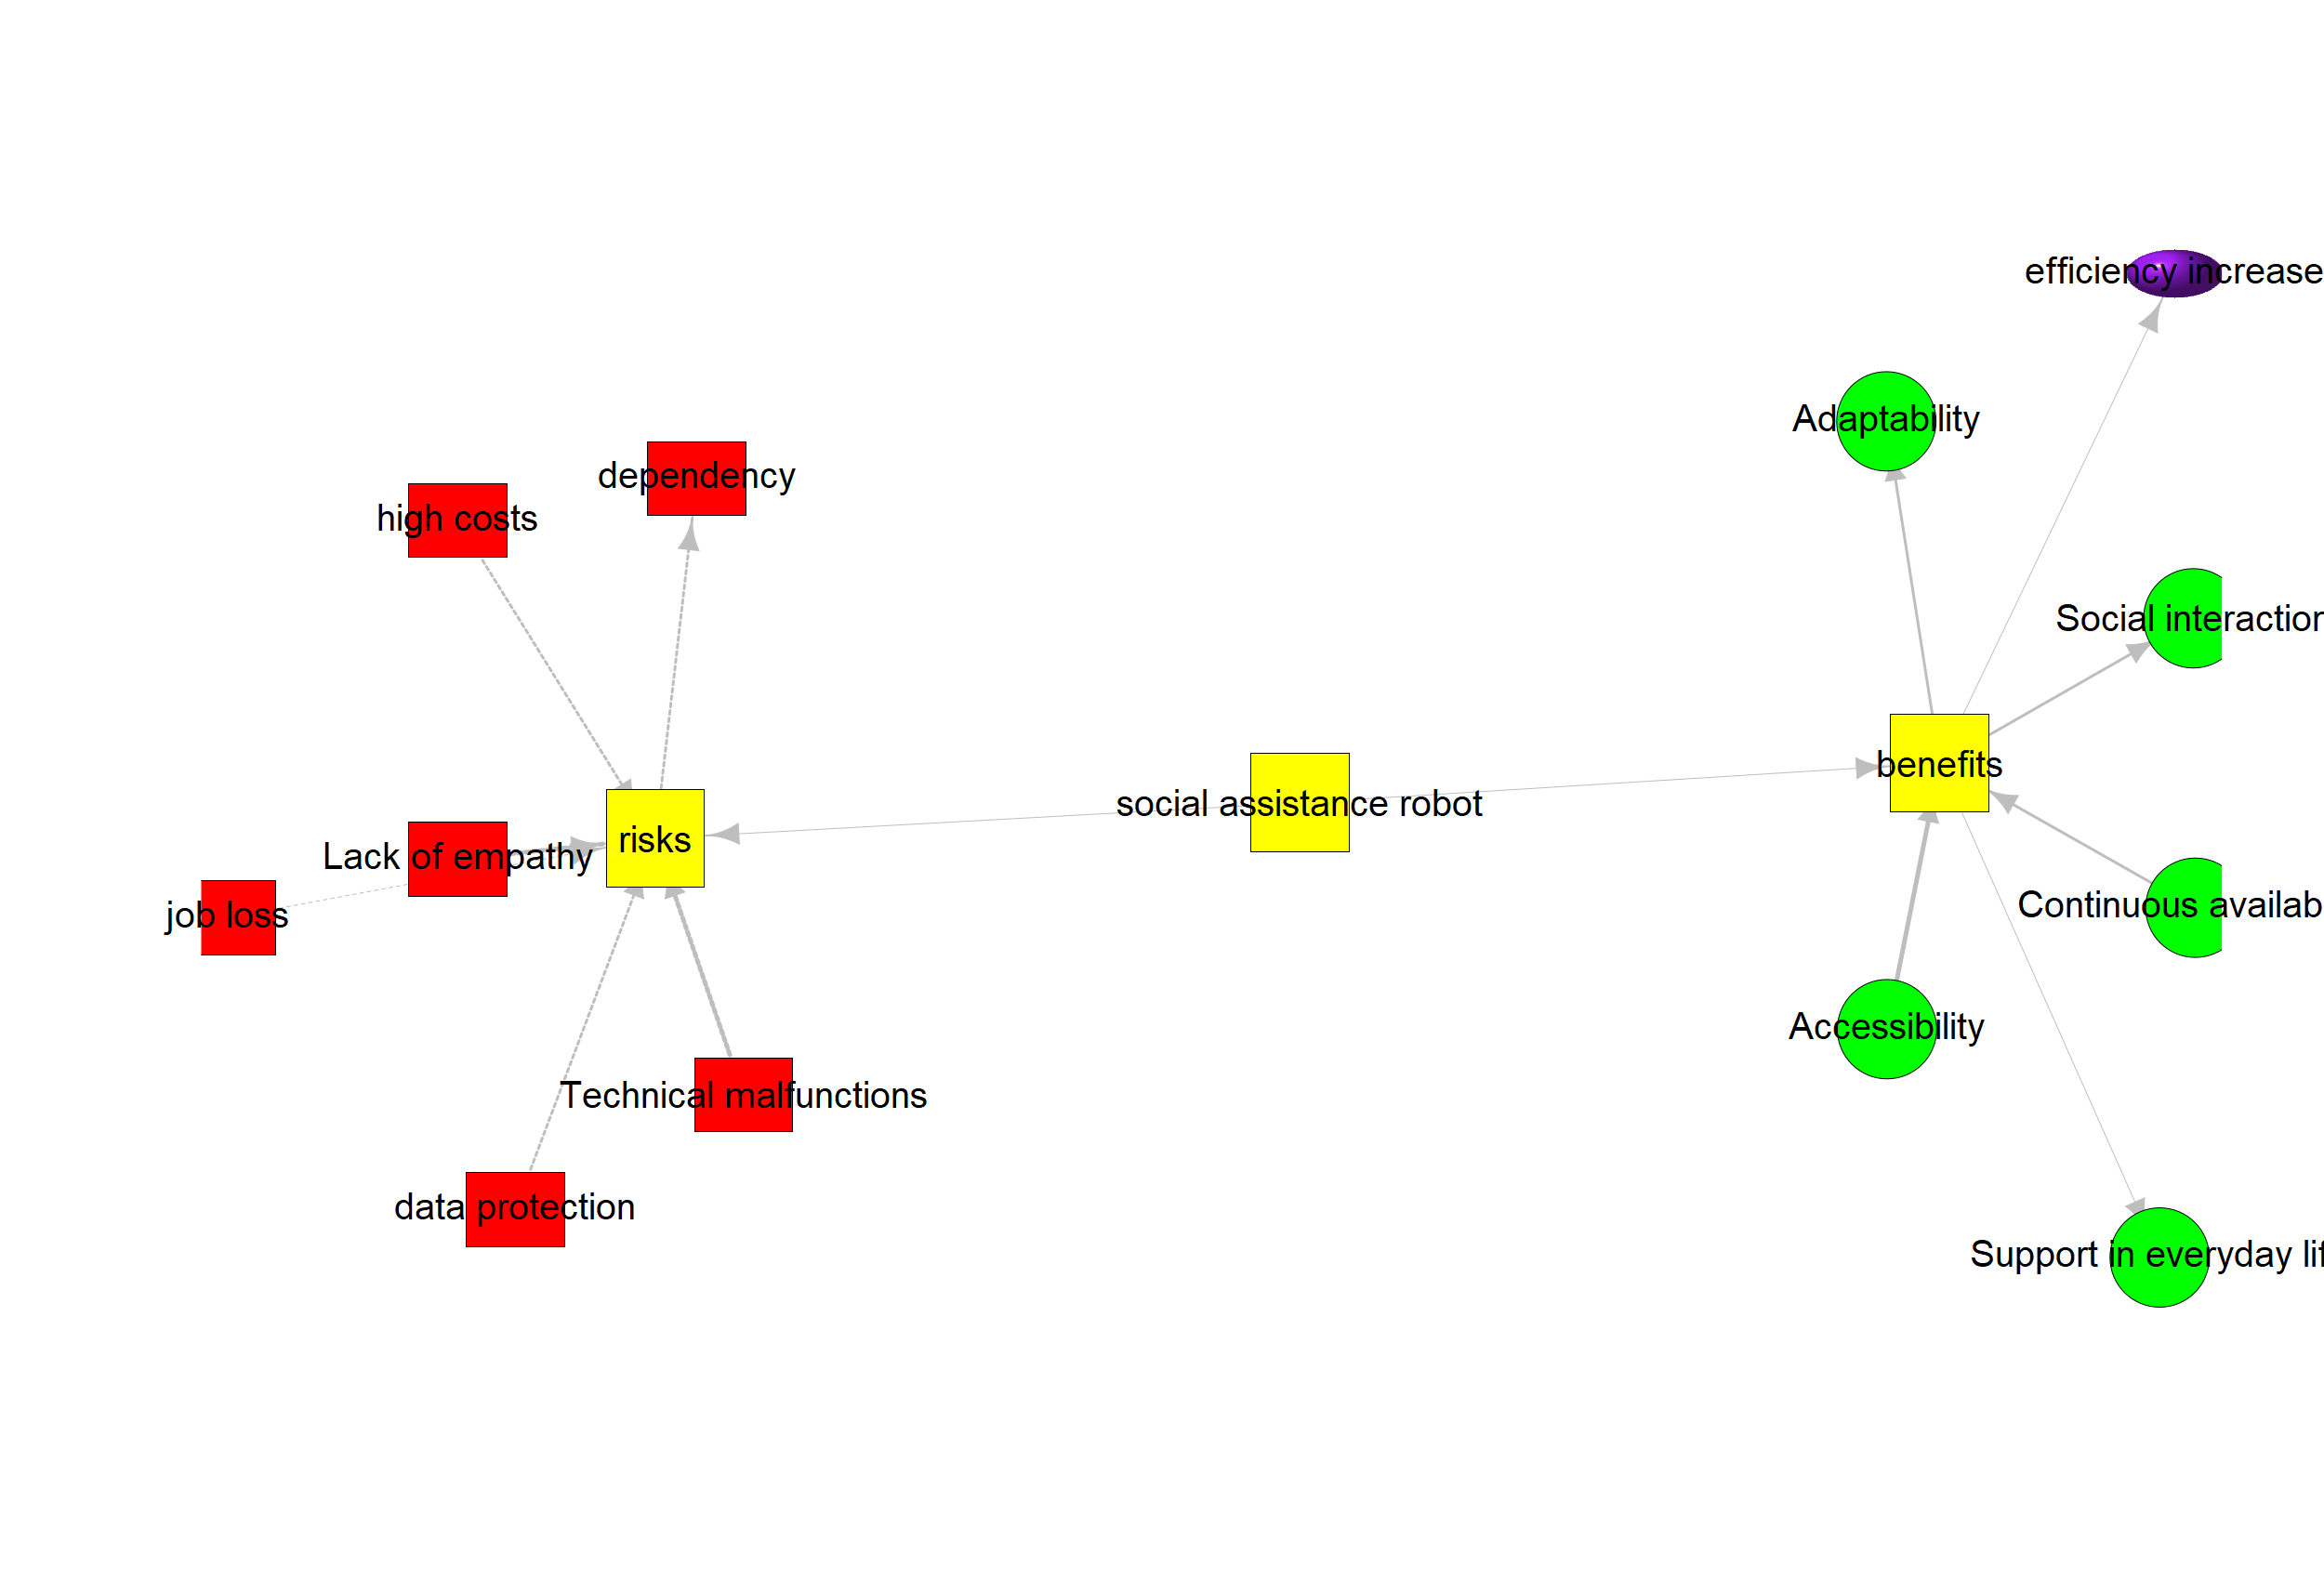 efficiency increase
Adaptability
dependency
high costs
Social interaction
benefits
social assistance robot
risks
Lack of empathy
Continuous availab
job loss
Accessibility
Technical malfunctions
data protection
Support in everyday lif